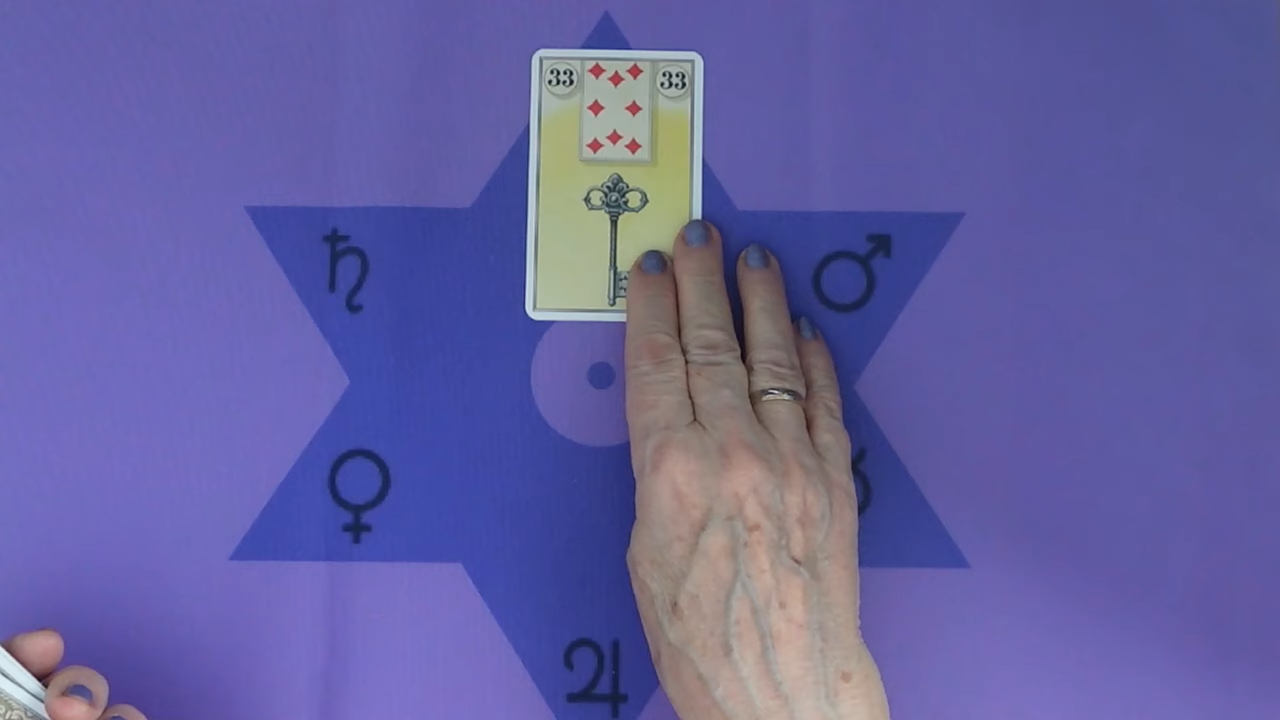 33 33
♄ ♂
♀
♃